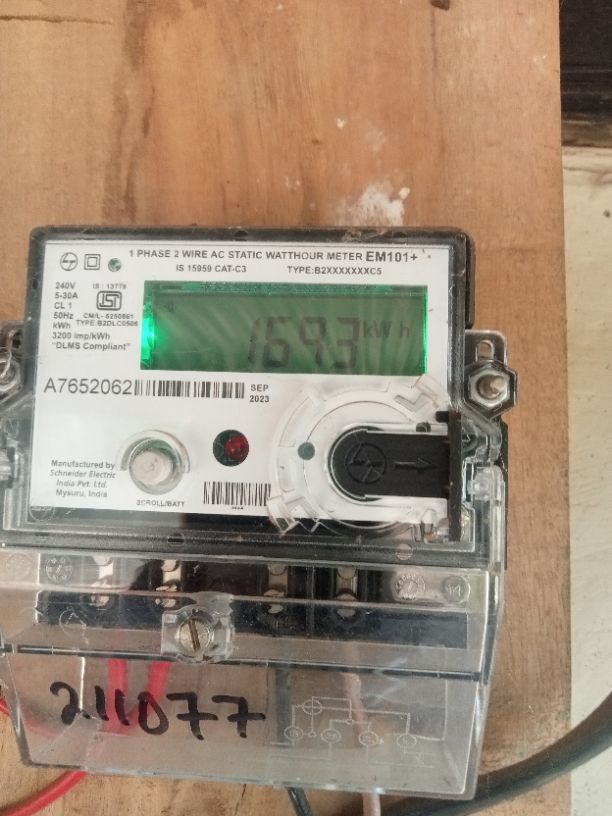 1 PHASE 2 WIRE AC STATIC WATTHOUR METER EM101+
IS 15959 CAT-C3 TYPE:B2XXXXXXXC5
240V
5-30A
CL 1
50Hz
kWh
3200 imp/kWh
"DLMS Compliant"
IS : 13779
CM/L- 6250861
TYPE:B2DLC0506
1693 kWh
A7652062
SEP
2023
Manufactured by
Schneider Electric
India Pvt. Ltd.
Mysuru, India
SCROLL/BATT
211077